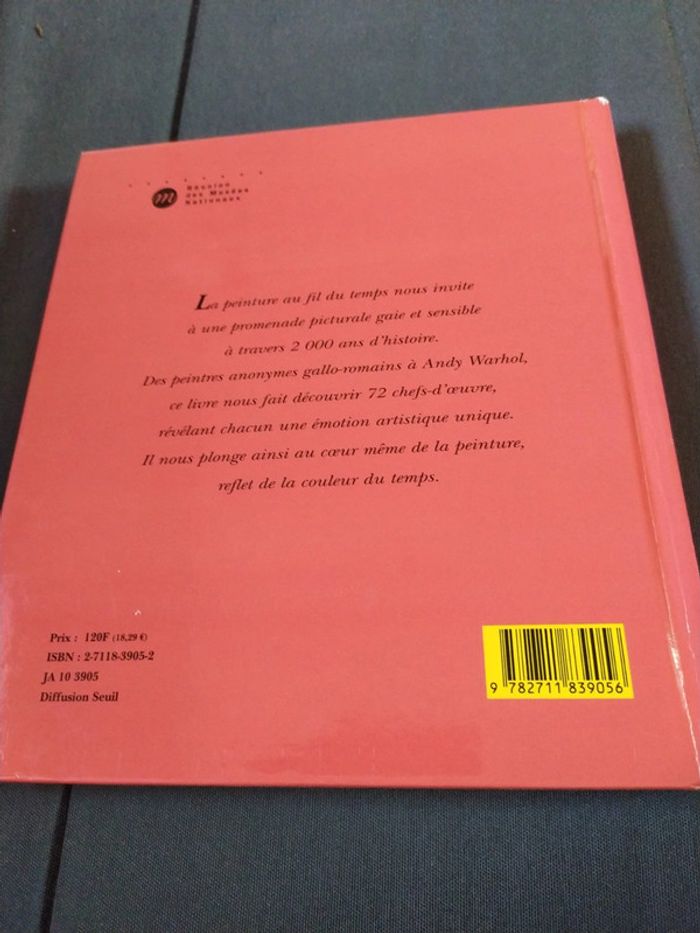 m
Réunion
des Musées
Nationaux
La peinture au fil du temps nous invite
à une promenade picturale gaie et sensible
à travers 2 000 ans d'histoire.
Des peintres anonymes gallo-romains à Andy Warhol,
ce livre nous fait découvrir 72 chefs-d'œuvre,
révélant chacun une émotion artistique unique.
Il nous plonge ainsi au cœur même de la peinture,
reflet de la couleur du temps.
Prix : 120F (18,29 €)
ISBN : 2-7118-3905-2
JA 10 3905
Diffusion Seuil
9 782711 839056